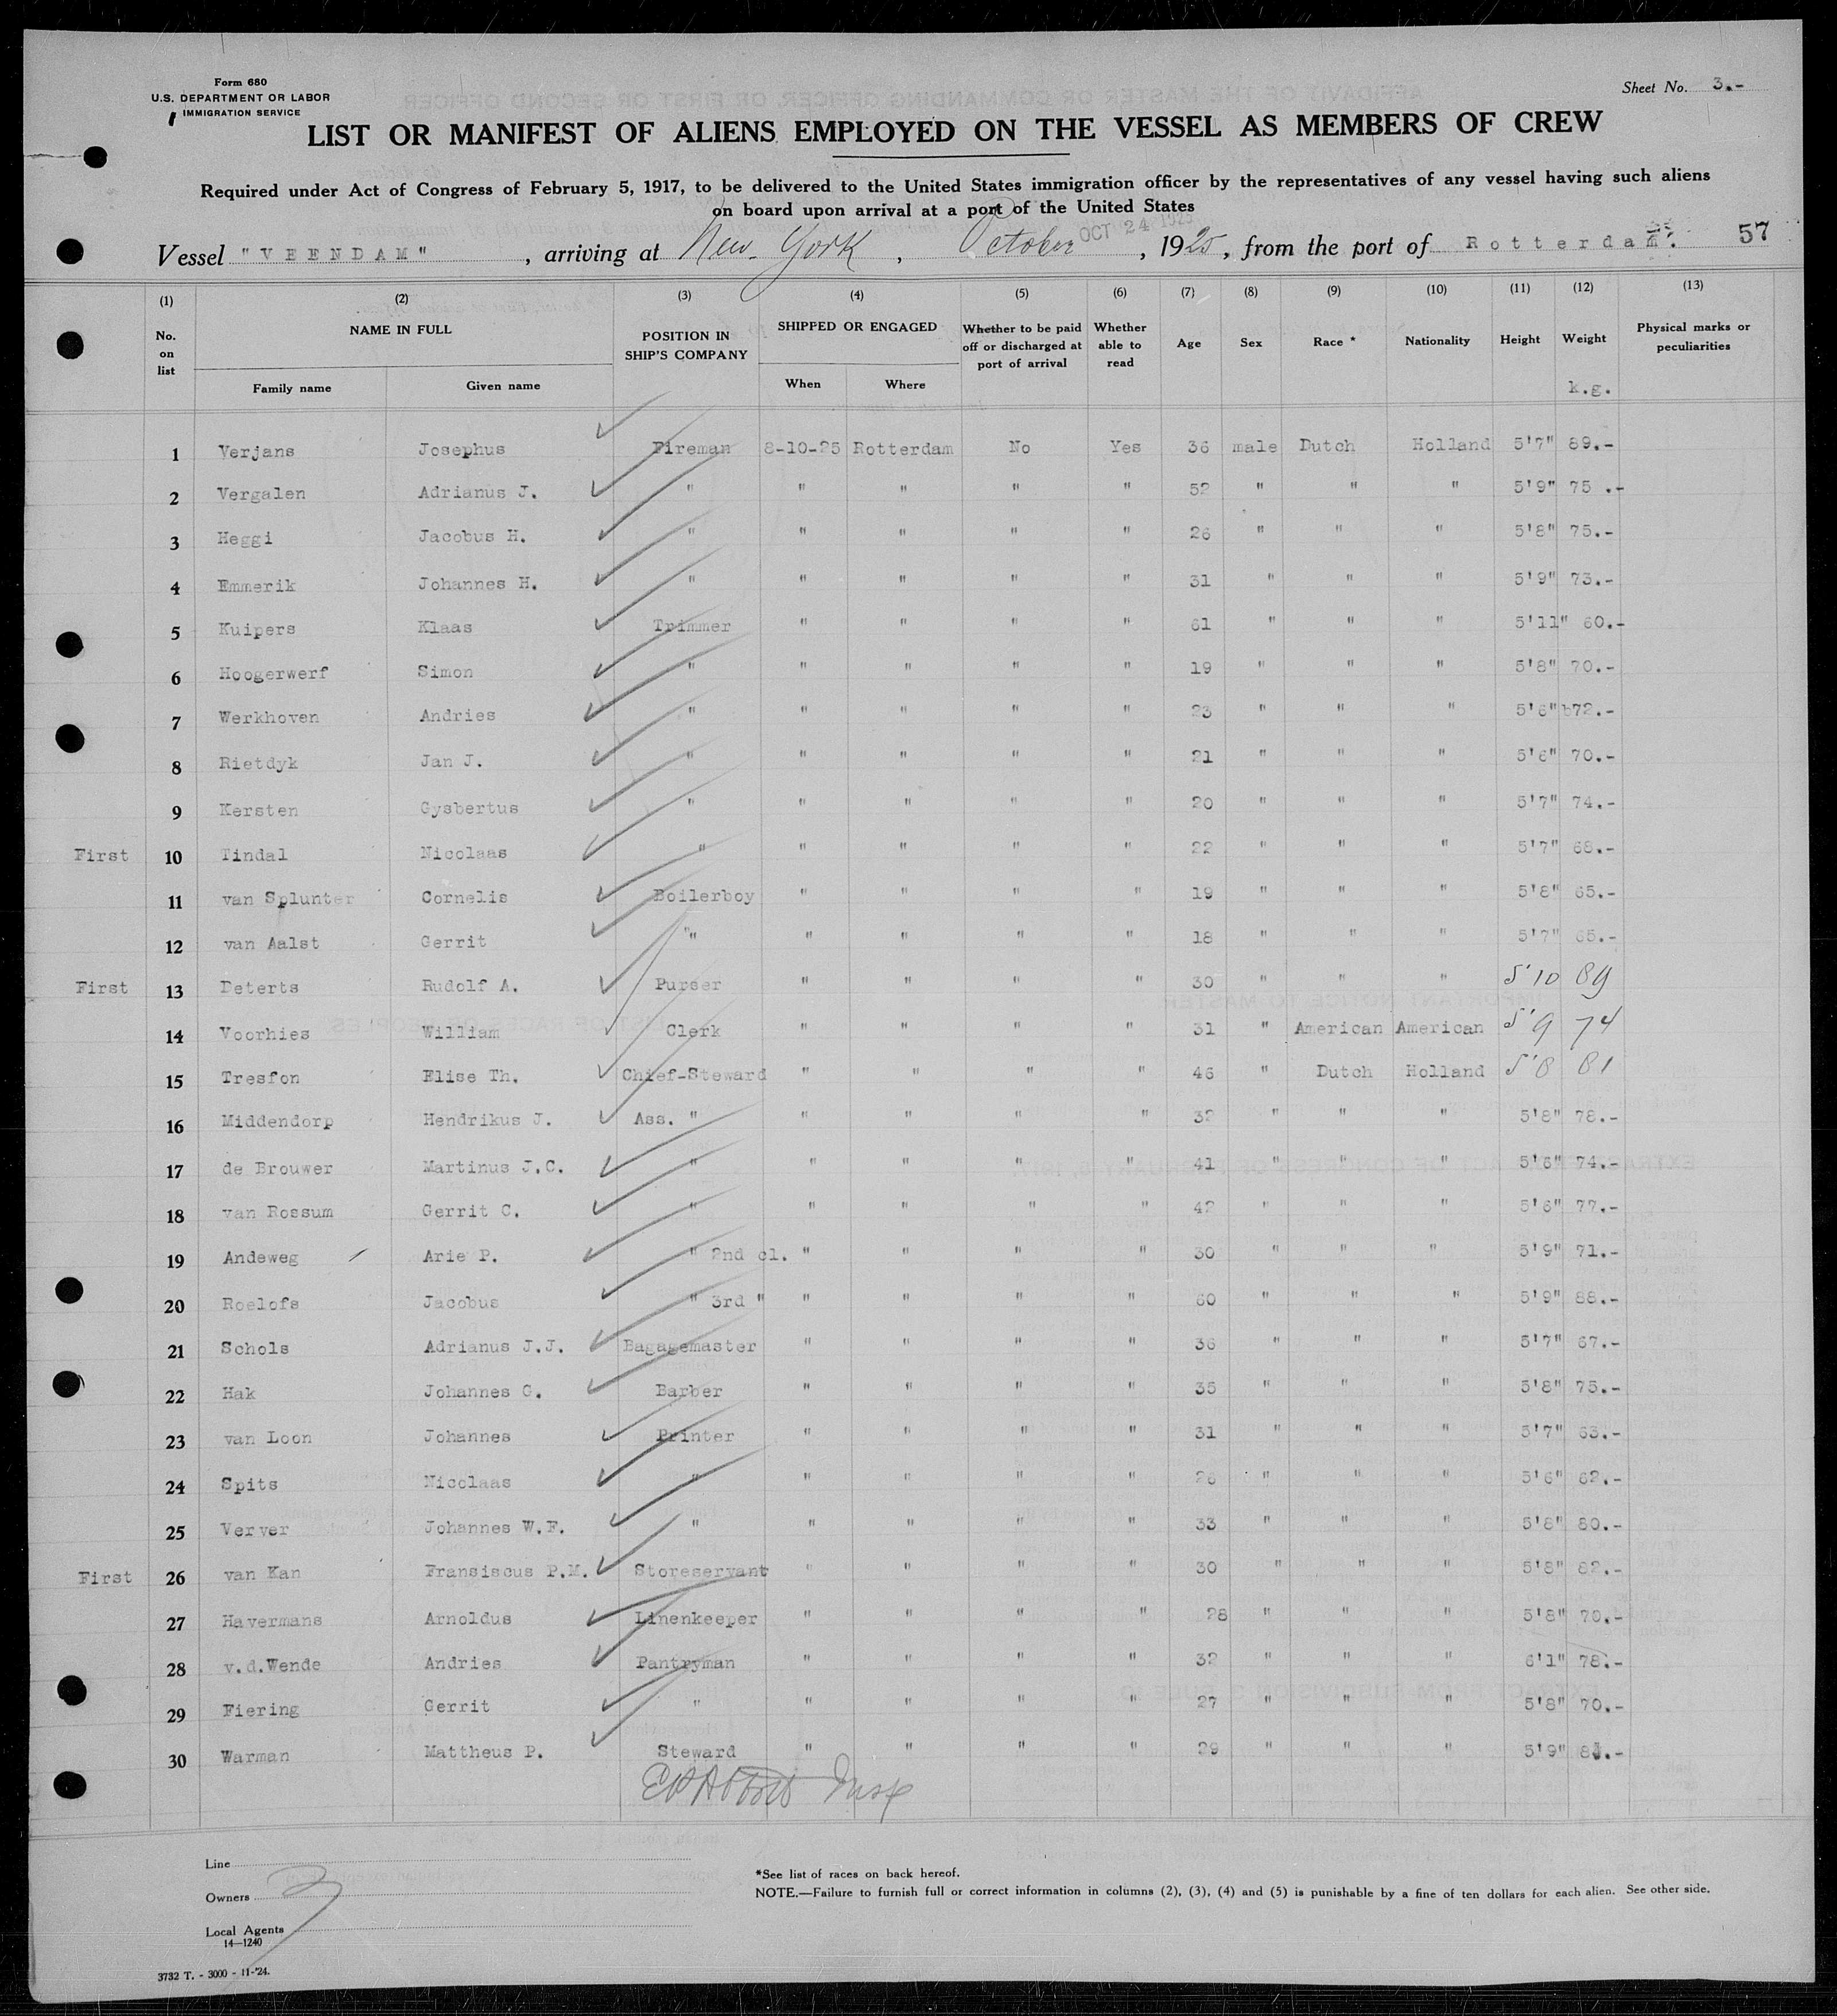 Form 680
U.S. DEPARTMENT OR LABOR
IMMIGRATION SERVICE
Sheet No. 3.-
LIST OR MANIFEST OF ALIENS EMPLOYED ON THE VESSEL AS MEMBERS OF CREW
Required under Act of Congress of February 5, 1917, to be delivered to the United States immigration officer by the representatives of any vessel having such aliens
on board upon arrival at a port of the United States
OCT 24 1925
Vessel "VEENDAM", arriving at New York, October, 1925, from the port of Rotterdam. 57
(1) (2) (3) (4) (5) (6) (7) (8) (9) (10) (11) (12) (13)
No. on list NAME IN FULL Family name Given name POSITION IN SHIP'S COMPANY SHIPPED OR ENGAGED When Where Whether to be paid off or discharged at port of arrival Whether able to read Age Sex Race * Nationality Height Weight k.g. Physical marks or peculiarities
1 Verjans Josephus Fireman 8-10-25 Rotterdam No Yes 36 male Dutch Holland 5'7" 89.-
2 Vergalen Adrianus J. " " " " " 52 " " " 5'9" 75 .-
3 Heggi Jacobus H. " " " " " 26 " " " 5'8" 75.-
4 Emmerik Johannes H. " " " " " 31 " " " 5'9" 73.-
5 Kuipers Klaas Trimmer " " " " 61 " " " 5'11" 60.-
6 Hoogerwerf Simon " " " " " 19 " " " 5'8" 70.-
7 Werkhoven Andries " " " " " 23 " " " 5'6" 72.-
8 Rietdyk Jan J. " " " " " 21 " " " 5'6" 70.-
9 Kersten Gysbertus " " " " " 20 " " " 5'7" 74.-
First 10 Tindal Nicolaas " " " " " 22 " " " 5'7" 68.-
11 van Splunter Cornelis Boilerboy " " " " 19 " " " 5'8" 65.-
12 van Aalst Gerrit " " " " " 18 " " " 5'7" 65.-
First 13 Deterts Rudolf A. Purser " " " " 30 " " " 5'10 89
14 Voorhies William Clerk " " " " 31 " American American 5'9 74
15 Tresfon Elise Th. Chief-Steward " " " " 46 " Dutch Holland 5'8 81
16 Middendorp Hendrikus J. Ass. " " " " " 32 " " " 5'8" 78.-
17 de Brouwer Martinus J.C. " " " " " 41 " " " 5'6" 74.-
18 van Rossum Gerrit C. " " " " " 42 " " " 5'6" 77.-
19 Andeweg Arie P. " 2nd cl. " " " " 30 " " " 5'9" 71.-
20 Roelofs Jacobus " 3rd " " " " " 60 " " " 5'9" 88.-
21 Schols Adrianus J.J. Bagagemaster " " " " 36 " " " 5'7" 67.-
22 Hak Johannes G. Barber " " " " 35 " " " 5'8" 75.-
23 van Loon Johannes Printer " " " " 31 " " " 5'7" 63.-
24 Spits Nicolaas " " " " " 26 " " " 5'6" 62.-
25 Verver Johannes W.F. " " " " " 33 " " " 5'8" 80.-
First 26 van Kan Fransiscus P.M. Storeservant " " " " 30 " " " 5'8" 82.-
27 Havermans Arnoldus Linenkeeper " " " " 28 " " " 5'8" 70.-
28 v.d.Wende Andries Pantryman " " " " 32 " " " 6'1" 78.-
29 Fiering Gerrit " " " " " 27 " " " 5'8" 70.-
30 Warman Mattheus P. Steward " " " " 29 " " " 5'9"
Insp
Line
Owners
Local Agents
14—1240
*See list of races on back hereof.
NOTE.—Failure to furnish full or correct information in columns (2), (3), (4) and (5) is punishable by a fine of ten dollars for each alien. See other side.
3732 T. - 3000 - 11-'24.